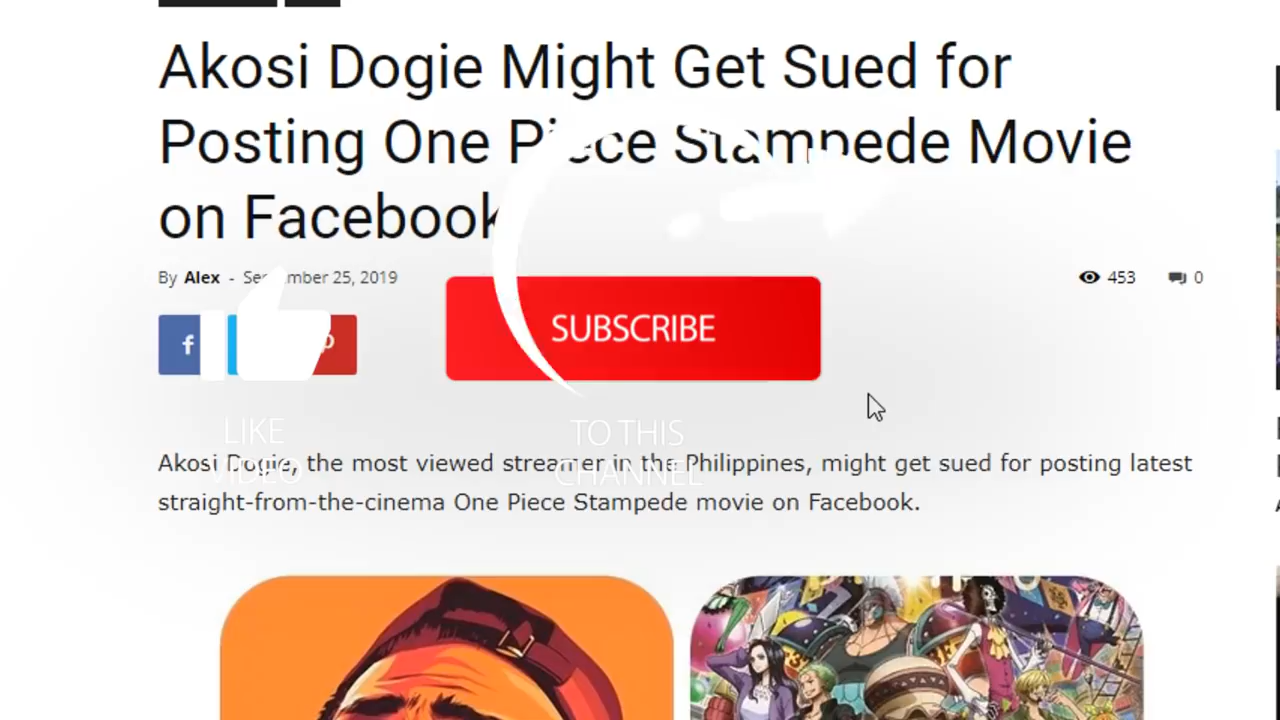 Akosi Dogie Might Get Sued for
Posting One Piece Stampede Movie
on Facebook
By Alex - September 25, 2019
453
0
f
SUBSCRIBE
LIKE
VIDEO
TO THIS
CHANNEL
Akosi Dogie, the most viewed streamer in the Philippines, might get sued for posting latest
straight-from-the-cinema One Piece Stampede movie on Facebook.